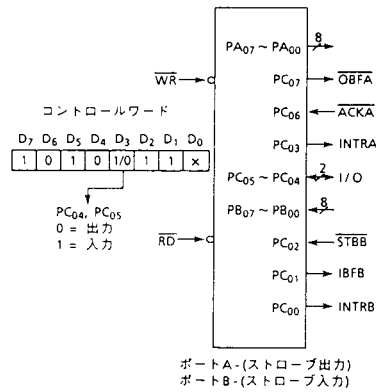 PA07～PA00 8
PC07 OBFA
WR
PC06 ACKA
コントロールワード
PC03 INTRA
D7 D6 D5 D4 D3 D2 D1 D0
1 0 1 0 1/0 1 1 ×
PC05～PC04 2 I/O
PB07～PB00 8
PC04, PC05
0 = 出力
1 = 入力
RD
PC02 STBB
PC01 IBFB
PC00 INTRB
ポートA-(ストローブ出力)
ポートB-(ストローブ入力)